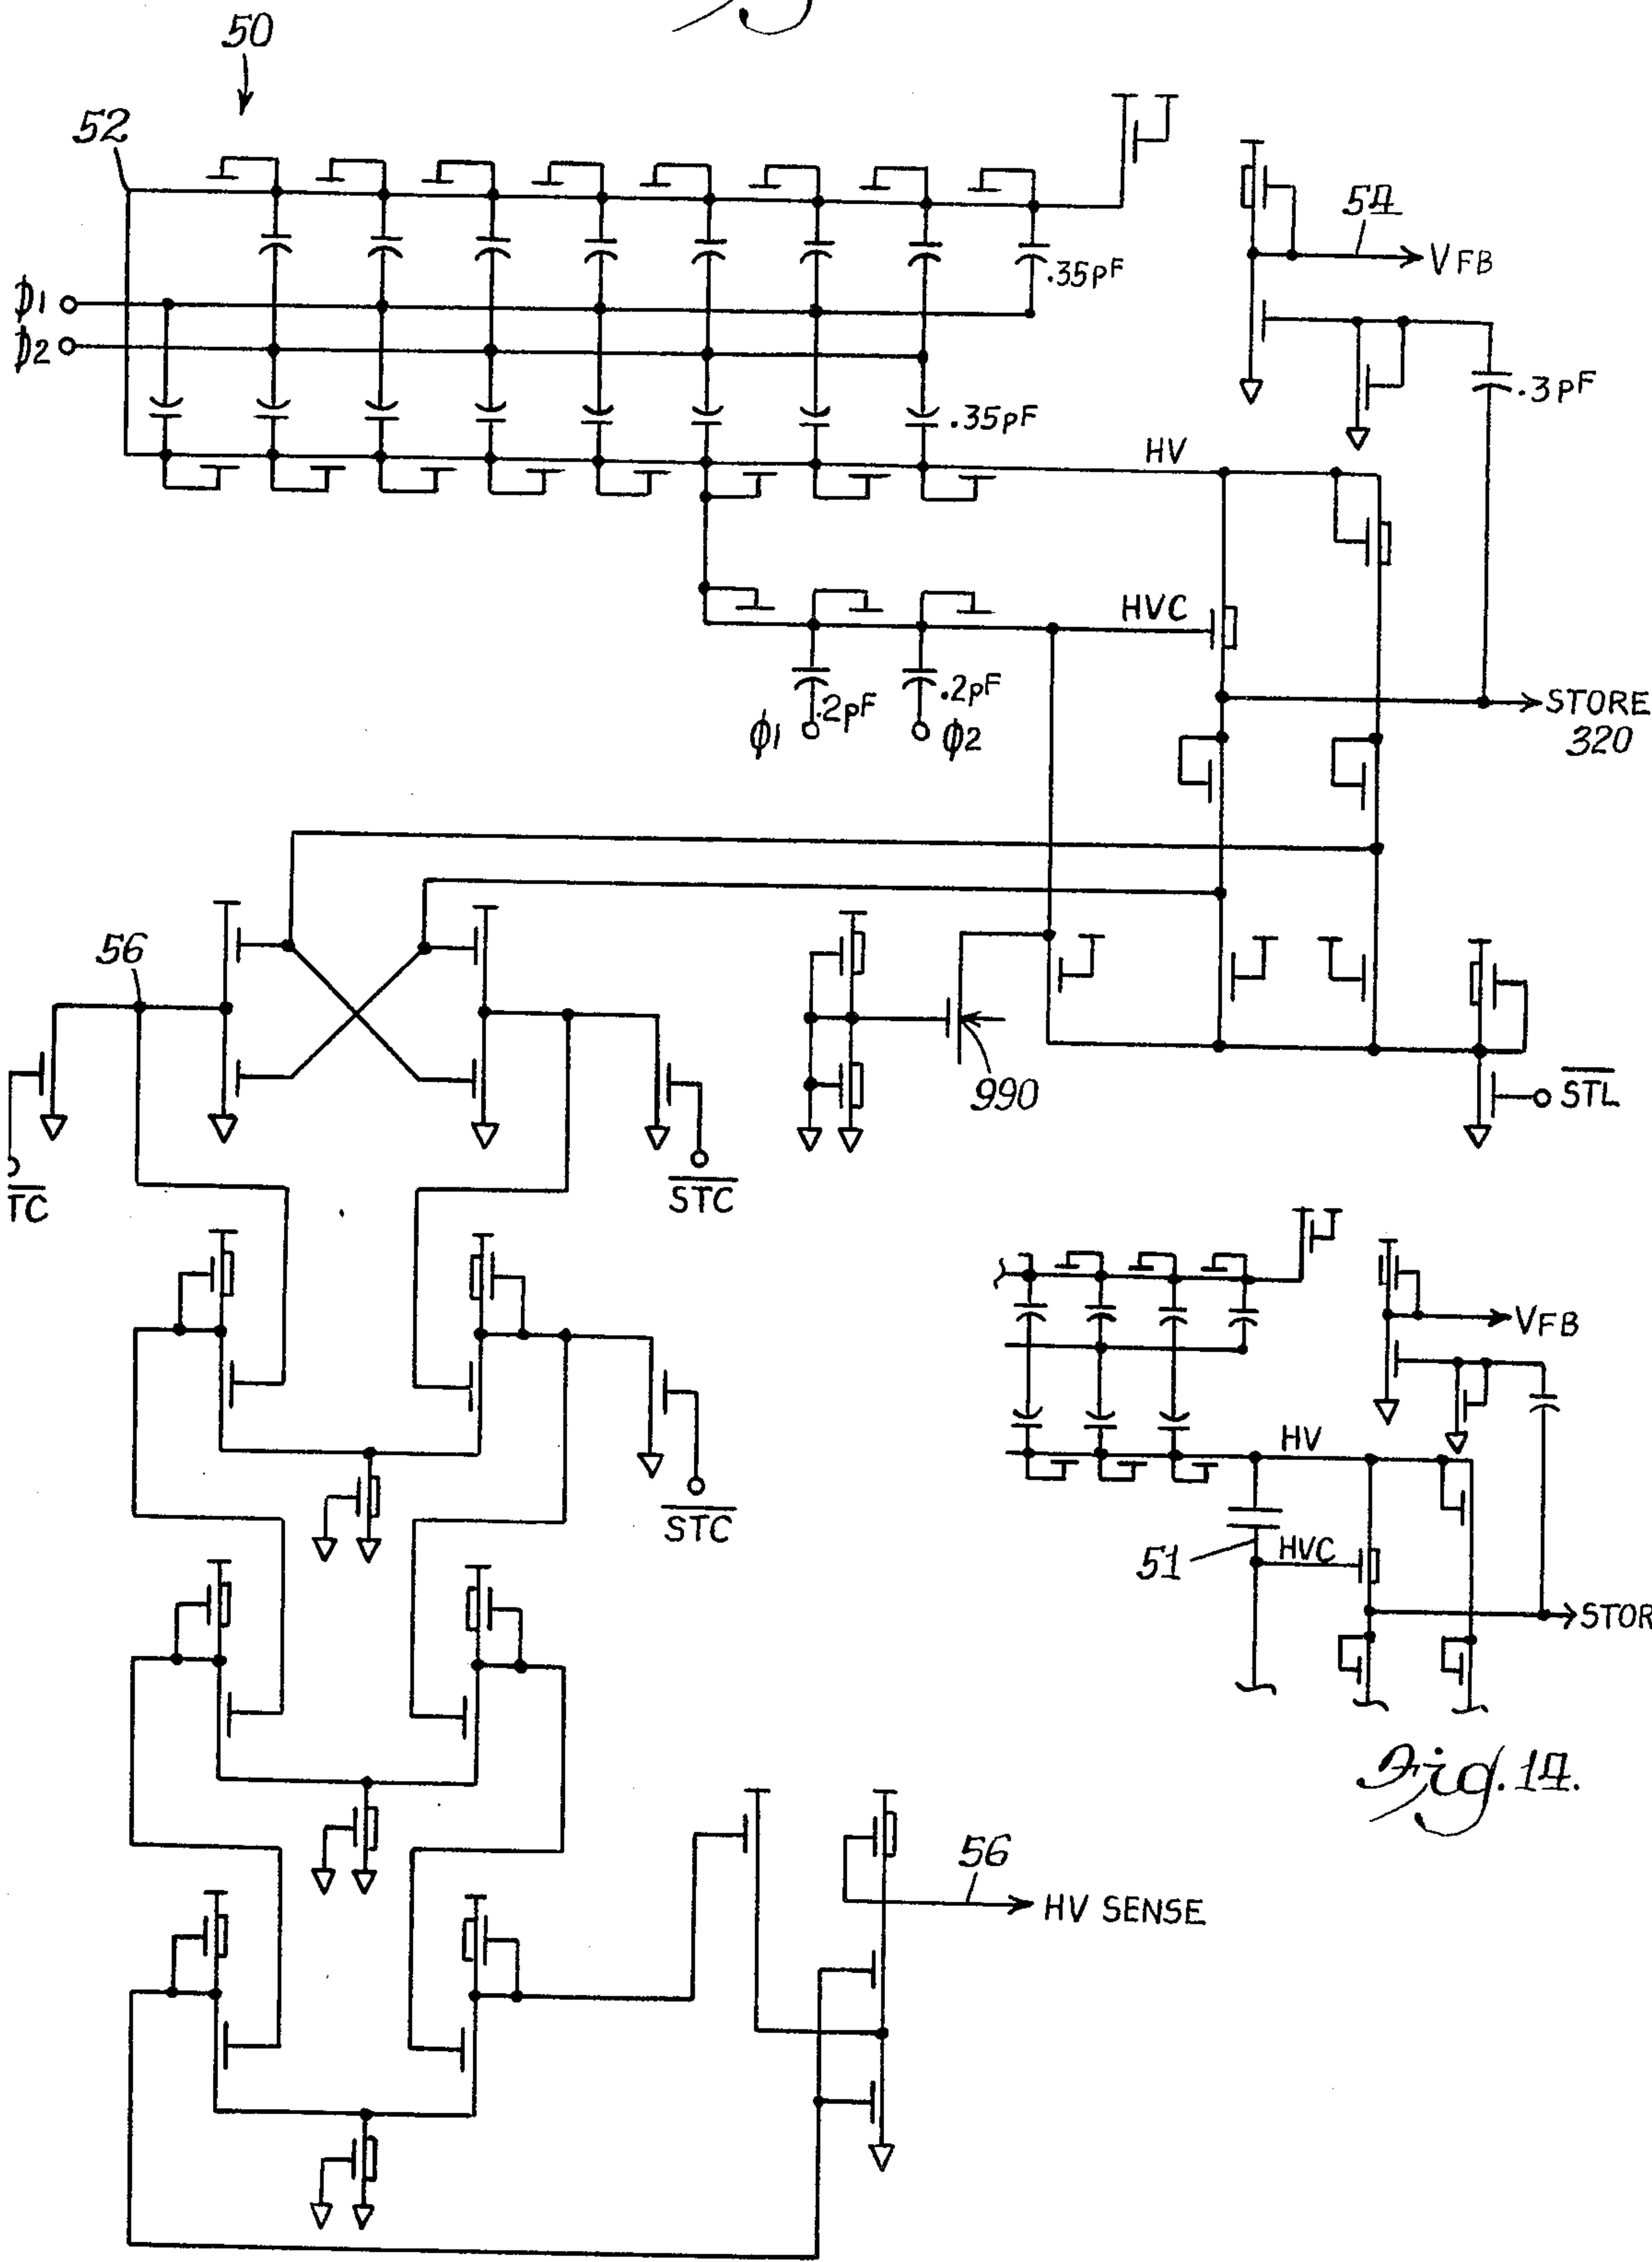 50
52
54
VFB
.35pF
ϕ1
ϕ2
.3pF
.35pF
HV
HVC
.2pF
.2pF
ϕ1
ϕ2
STORE
320
56
990
STL
TC
STC
VFB
HV
STC
HVC
51
STOR
Fig. 14.
56
HV SENSE